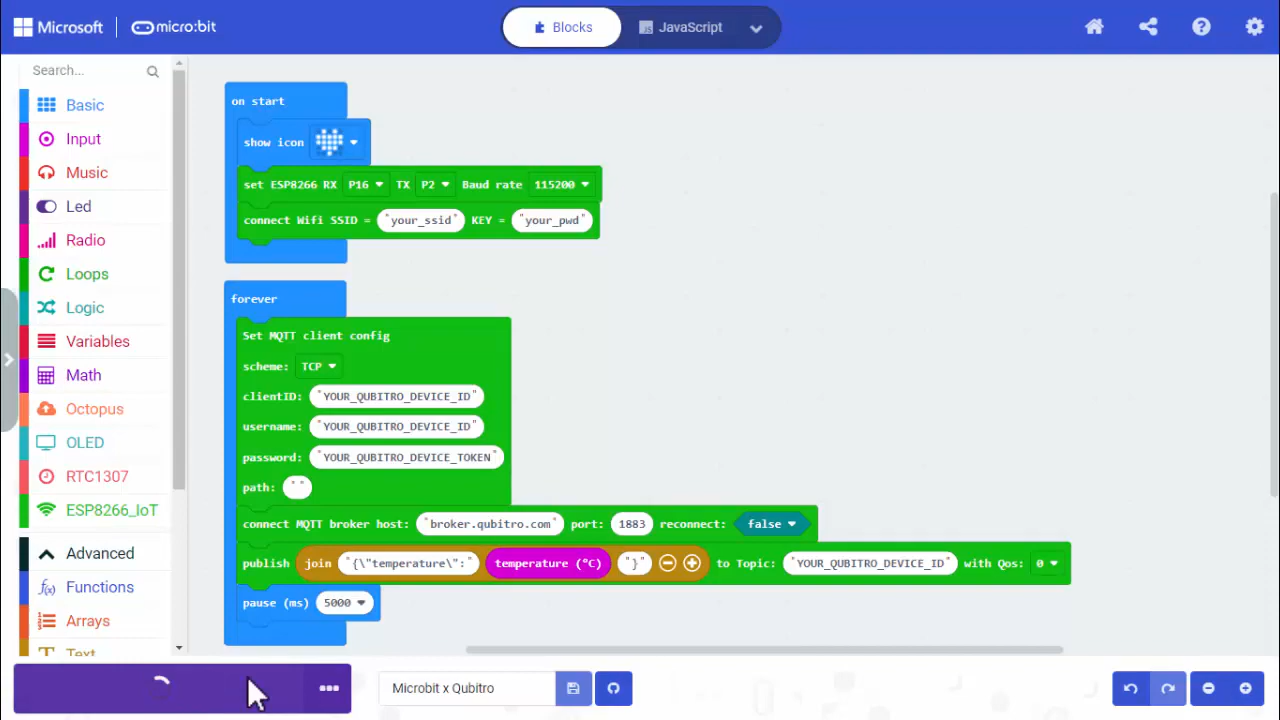 Microsoft micro:bit Blocks JavaScript
Search...
Basic
Input
Music
Led
Radio
Loops
Logic
Variables
Math
Octopus
OLED
RTC1307
ESP8266_IoT
Advanced
Functions
Arrays
Text
on start
show icon
set ESP8266 RX P16 TX P2 Baud rate 115200
connect Wifi SSID = "your_ssid" KEY = "your_pwd"
forever
Set MQTT client config
scheme: TCP
clientID: "YOUR_QUBITRO_DEVICE_ID"
username: "YOUR_QUBITRO_DEVICE_ID"
password: "YOUR_QUBITRO_DEVICE_TOKEN"
path: ""
connect MQTT broker host: "broker.qubitro.com" port: 1883 reconnect: false
publish join "{\"temperature\":" temperature (°C) "}" to Topic: "YOUR_QUBITRO_DEVICE_ID" with Qos: 0
pause (ms) 5000
Microbit x Qubitro